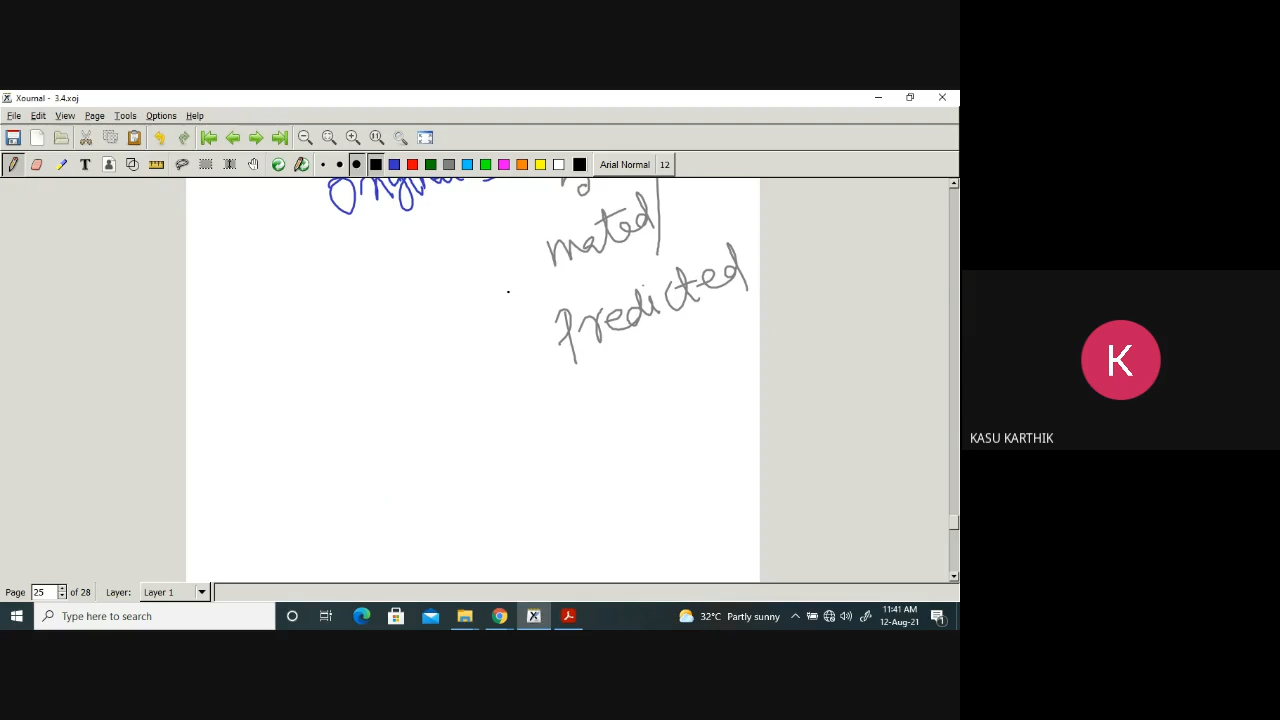 Xournal - 3.4.xoj
File Edit View Page Tools Options Help
Arial Normal 12
mated/
predicted
K
KASU KARTHIK
Page 25 of 28 Layer: Layer 1
Type here to search
32°C Partly sunny
11:41 AM
12-Aug-21
1